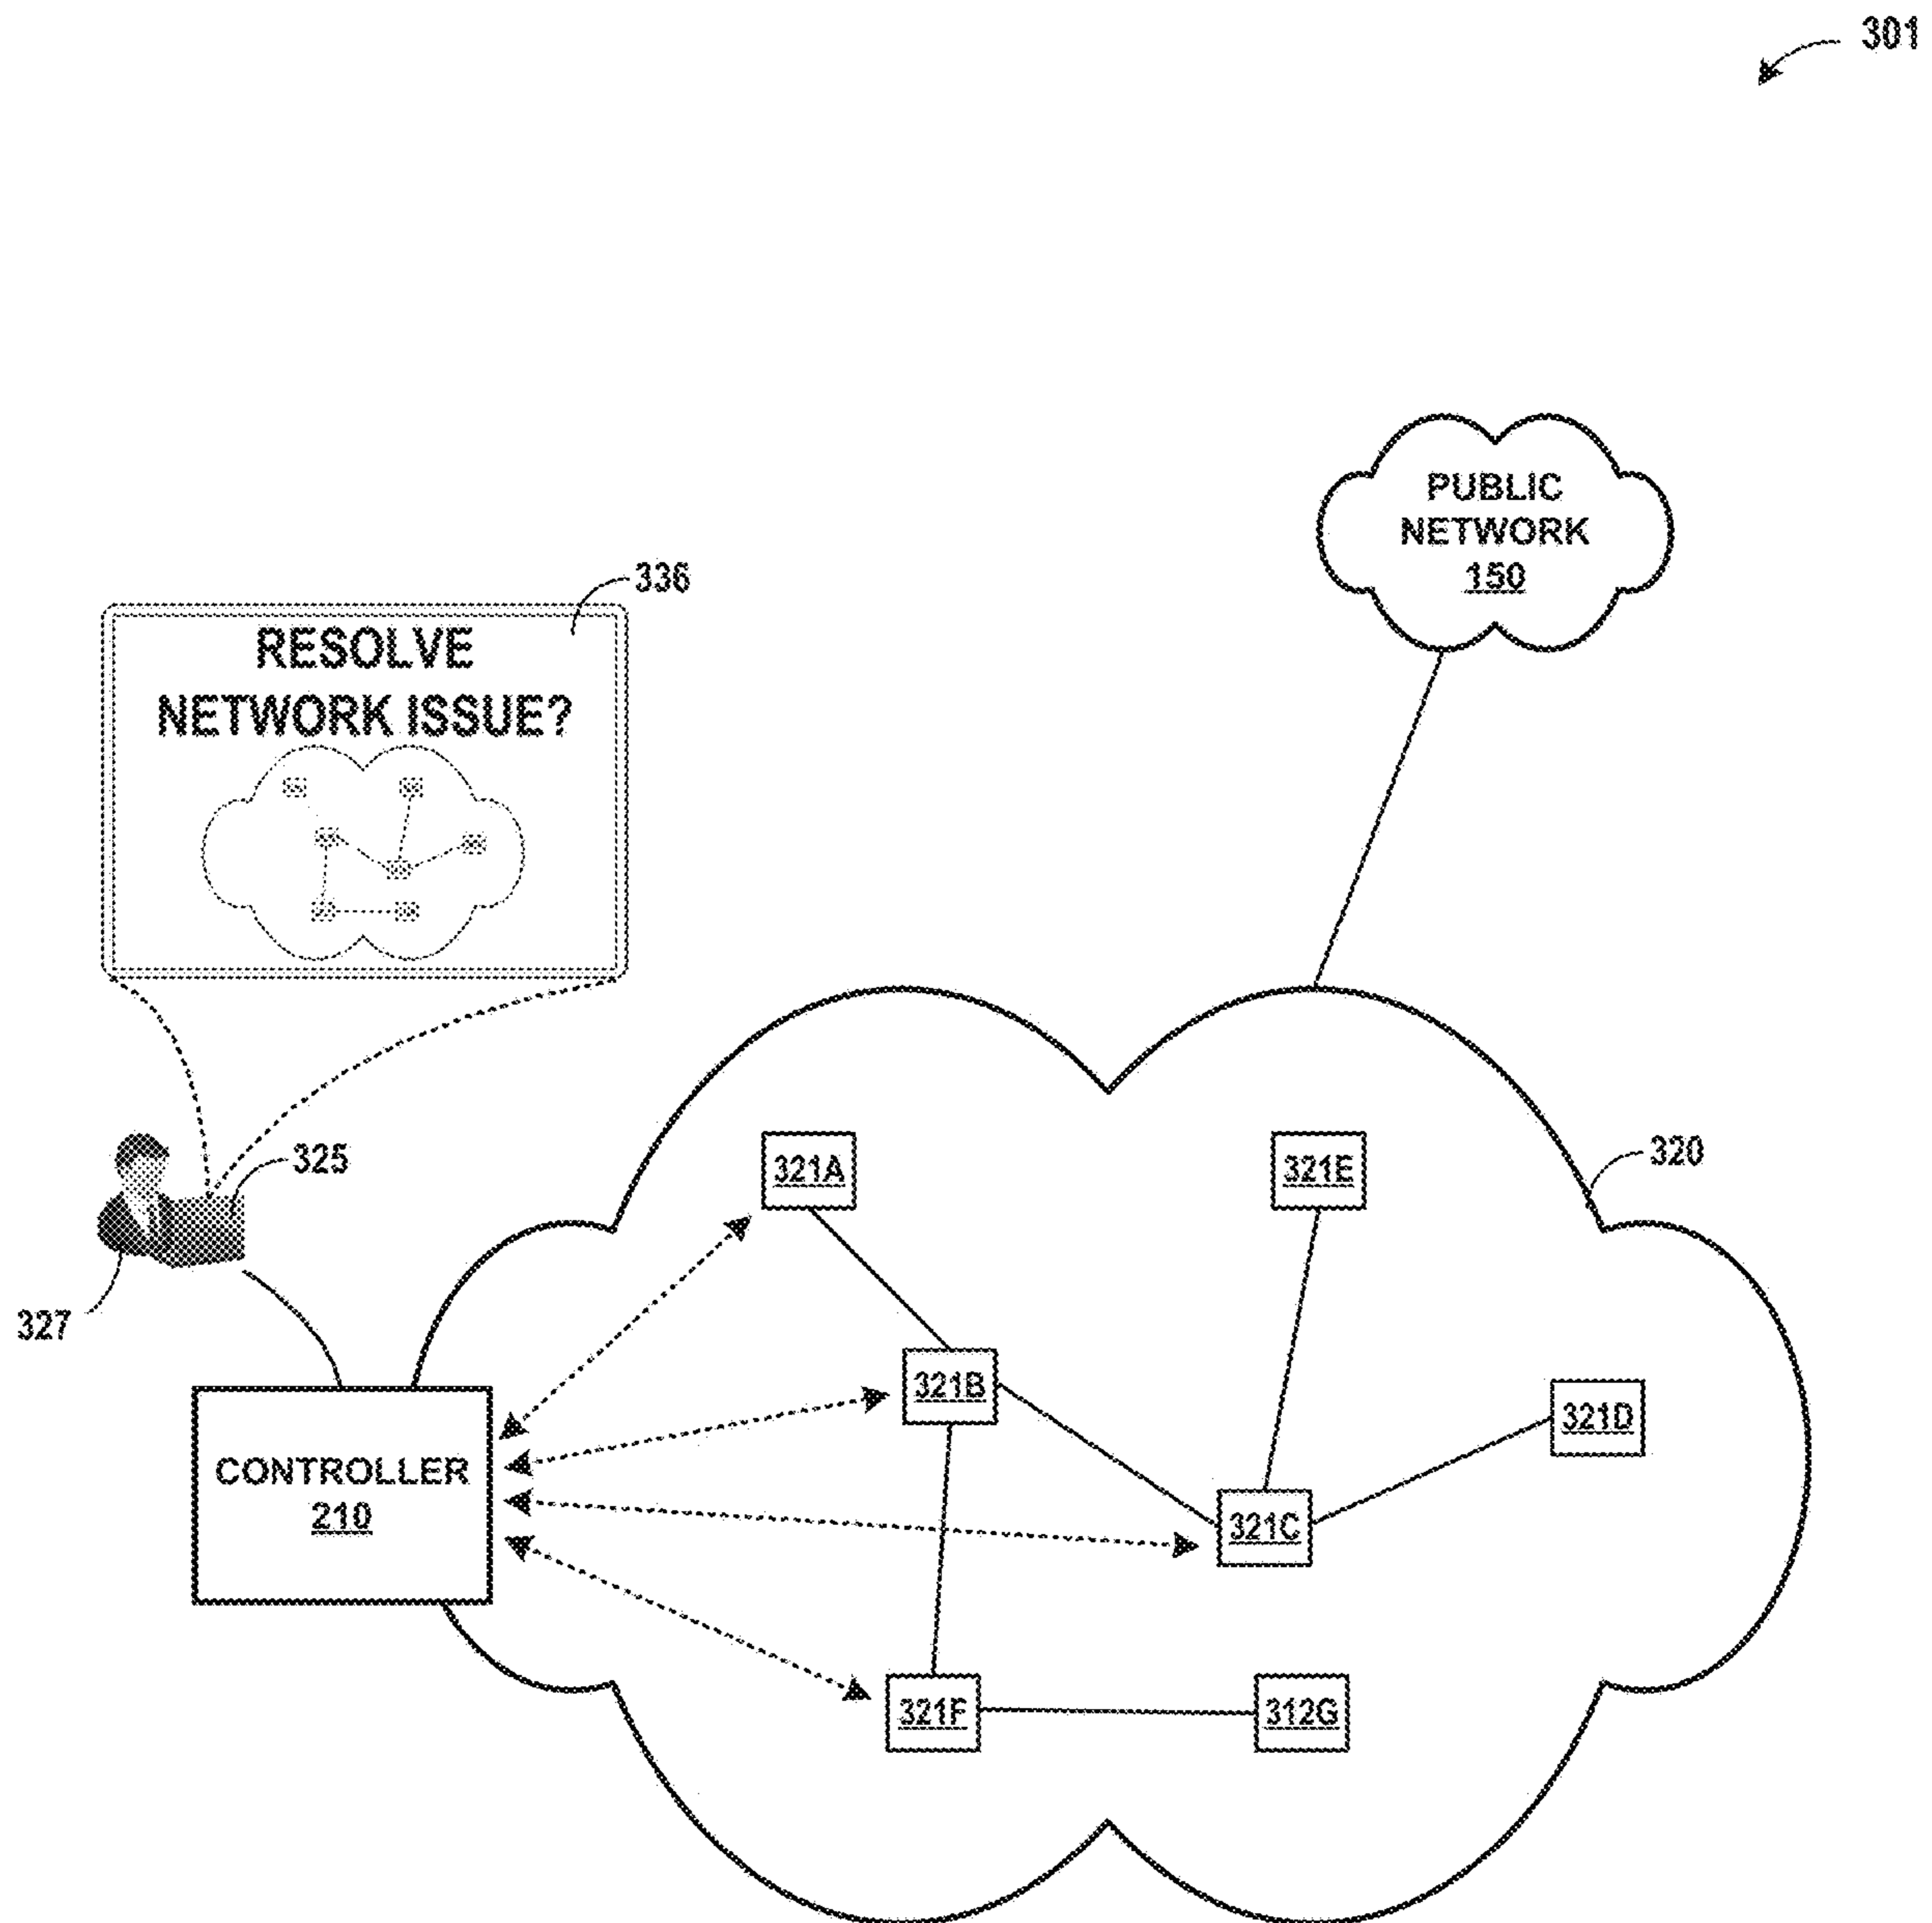 301
PUBLIC
NETWORK
150
336
RESOLVE
NETWORK ISSUE?
325
327
320
321A
321E
321B
321D
CONTROLLER
210
321C
321F
312G